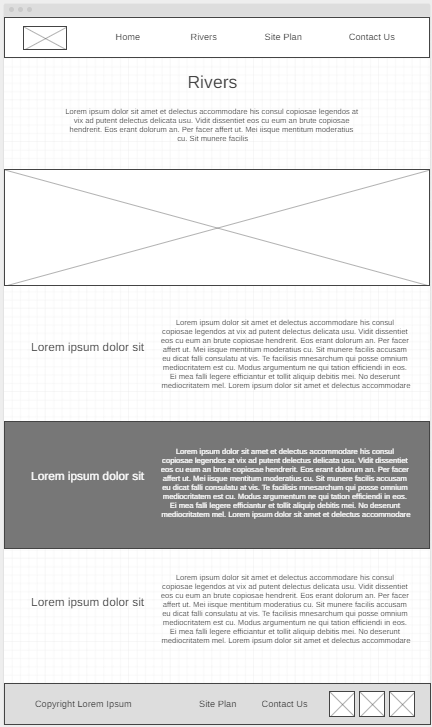 Home Rivers Site Plan Contact Us
Rivers
Lorem ipsum dolor sit amet et delectus accommodare his consul copiosae legendos at
vix ad putent delectus delicata usu. Vidit dissentiet eos cu eum an brute copiosae
hendrerit. Eos erant dolorum an. Per facer affert ut. Mei iisque mentitum moderatius
cu. Sit munere facilis
Lorem ipsum dolor sit
Lorem ipsum dolor sit amet et delectus accommodare his consul
copiosae legendos at vix ad putent delectus delicata usu. Vidit dissentiet
eos cu eum an brute copiosae hendrerit. Eos erant dolorum an. Per facer
affert ut. Mei iisque mentitum moderatius cu. Sit munere facilis accusam
eu dicat falli consulatu at vis. Te facilisis mnesarchum qui posse omnium
mediocritatem est cu. Modus argumentum ne qui tation efficiendi in eos.
Ei mea falli legere efficiantur et cillot aliquip debitis mei. No deserunt
mediocritatem mel. Lorem ipsum dolor sit amet et delectus accommodare
Lorem ipsum dolor sit
Lorem ipsum dolor sit amet et delectus accommodare his consul
copiosae legendos at vix ad putent delectus delicata usu. Vidit dissentiet
eos cu eum an brute copiosae hendrerit. Eos erant dolorum an. Per facer
affert ut. Mei iisque mentitum moderatius cu. Sit munere facilis accusam
eu dicat falli consulatu at vis. Te facilisis mnesarchum qui posse omnium
mediocritatem est cu. Modus argumentum ne qui tation efficiendi in eos.
Ei mea falli legere efficiantur et cillot aliquip debitis mei. No deserunt
mediocritatem mel. Lorem ipsum dolor sit amet et delectus accommodare
Lorem ipsum dolor sit
Lorem ipsum dolor sit amet et delectus accommodare his consul
copiosae legendos at vix ad putent delectus delicata usu. Vidit dissentiet
eos cu eum an brute copiosae hendrerit. Eos erant dolorum an. Per facer
affert ut. Mei iisque mentitum moderatius cu. Sit munere facilis accusam
eu dicat falli consulatu at vis. Te facilisis mnesarchum qui posse omnium
mediocritatem est cu. Modus argumentum ne qui tation efficiendi in eos.
Ei mea falli legere efficiantur et cillot aliquip debitis mei. No deserunt
mediocritatem mel. Lorem ipsum dolor sit amet et delectus accommodare
Copyright Lorem Ipsum Site Plan Contact Us